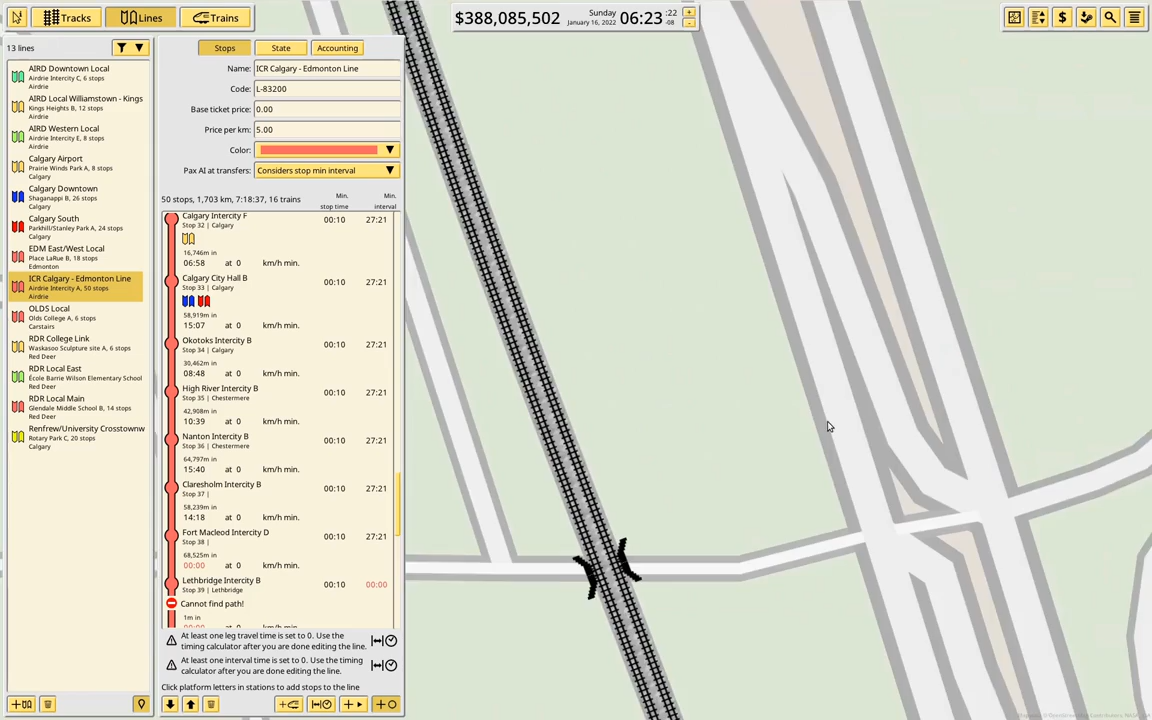 Tracks
Lines
Trains
$388,085,502
Sunday
January 16, 2022
06:23
:22
-08
+
-
$
13 lines
AIRD Downtown Local
Airdrie Intercity C, 6 stops
Airdrie
AIRD Local Williamstown - Kings
Kings Heights B, 12 stops
Airdrie
AIRD Western Local
Airdrie Intercity E, 8 stops
Airdrie
Calgary Airport
Prairie Winds Park A, 8 stops
Calgary
Calgary Downtown
Shaganappi B, 26 stops
Calgary
Calgary South
Parkhill/Stanley Park A, 24 stops
Calgary
EDM East/West Local
Place LaRue B, 18 stops
Edmonton
ICR Calgary - Edmonton Line
Airdrie Intercity A, 50 stops
Airdrie
OLDS Local
Olds College A, 6 stops
Carstairs
RDR College Link
Waskasoo Sculpture site A, 6 stops
Red Deer
RDR Local East
École Barrie Wilson Elementary School
Red Deer
RDR Local Main
Glendale Middle School B, 14 stops
Red Deer
Renfrew/University Crosstownw
Rotary Park C, 20 stops
Calgary
Stops
State
Accounting
Name: ICR Calgary - Edmonton Line
Code: L-83200
Base ticket price: 0.00
Price per km: 5.00
Color:
Pax AI at transfers: Considers stop min interval
50 stops, 1,703 km, 7:18:37, 16 trains
Min. stop time
Min. interval
Calgary Intercity F 00:10 27:21
Stop 32 | Calgary
16,746m in
06:58 at 0 km/h min.
Calgary City Hall B 00:10 27:21
Stop 33 | Calgary
58,919m in
15:07 at 0 km/h min.
Okotoks Intercity B 00:10 27:21
Stop 34 | Calgary
30,462m in
08:48 at 0 km/h min.
High River Intercity B 00:10 27:21
Stop 35 | Chestermere
42,908m in
10:39 at 0 km/h min.
Nanton Intercity B 00:10 27:21
Stop 36 | Chestermere
64,797m in
15:40 at 0 km/h min.
Claresholm Intercity B 00:10 27:21
Stop 37 |
58,239m in
14:18 at 0 km/h min.
Fort Macleod Intercity D 00:10 27:21
Stop 38 |
68,525m in
00:00 at 0 km/h min.
Lethbridge Intercity B 00:10 00:00
Stop 39 | Lethbridge
Cannot find path!
1m in
At least one leg travel time is set to 0. Use the
timing calculator after you are done editing the line.
At least one interval time is set to 0. Use the
timing calculator after you are done editing the line.
Click platform letters in stations to add stops to the line